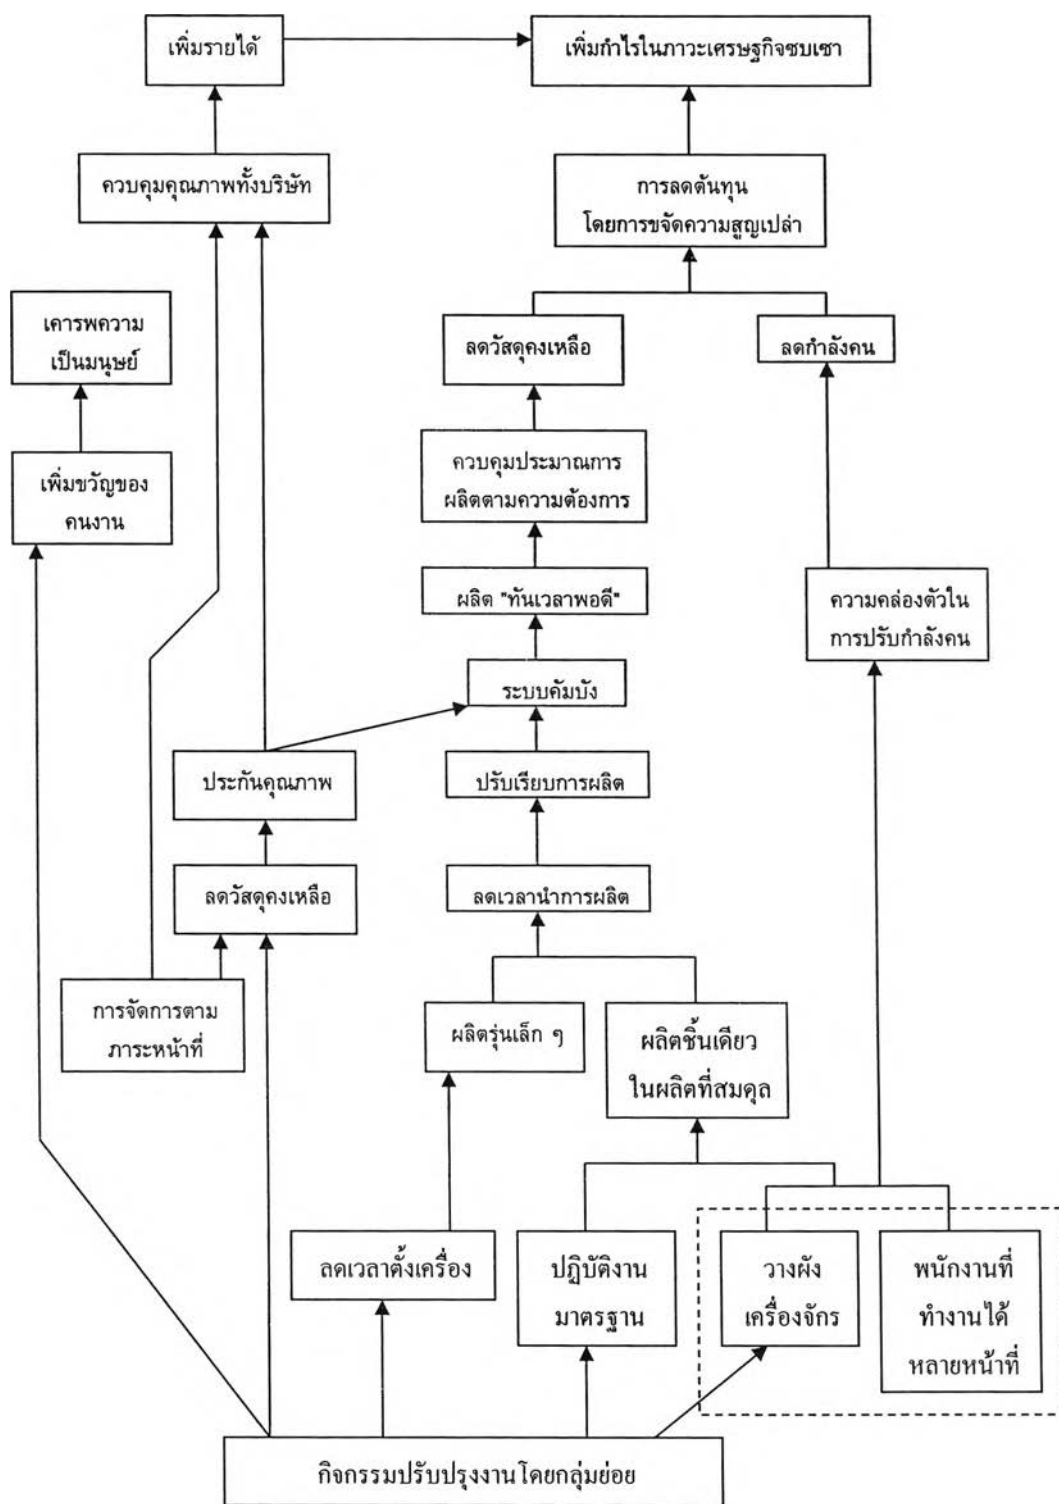 เพิ่มรายได้
เพิ่มกำไรในภาวะเศรษฐกิจซบเซา
ควบคุมคุณภาพทั้งบริษัท
การลดต้นทุน
โดยการขจัดความสูญเปล่า
เคารพความ
เป็นมนุษย์
ลดวัสดุคงเหลือ
ลดกำลังคน
เพิ่มขวัญของ
คนงาน
ควบคุมประมาณการ
ผลิตตามความต้องการ
ผลิต "ทันเวลาพอดี"
ความคล่องตัวใน
การปรับกำลังคน
ระบบคัมบัง
ประกันคุณภาพ
ปรับเรียบการผลิต
ลดวัสดุคงเหลือ
ลดเวลานำการผลิต
การจัดการตาม
ภาระหน้าที่
ผลิตรุ่นเล็ก ๆ
ผลิตชิ้นเดียว
ในผลิตที่สมดุล
ลดเวลาตั้งเครื่อง
ปฏิบัติงาน
มาตรฐาน
วางผัง
เครื่องจักร
พนักงานที่
ทำงานได้
หลายหน้าที่
กิจกรรมปรับปรุงงานโดยกลุ่มย่อย